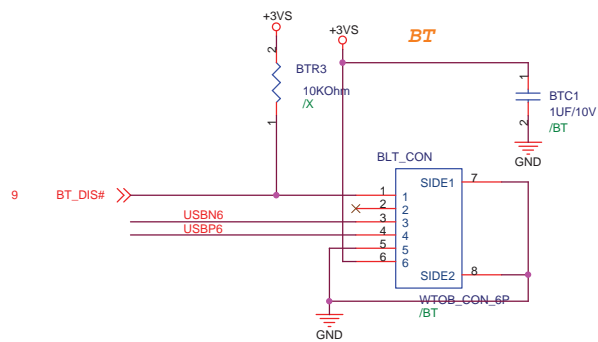 +3VS
+3VS
BT
2
BTR3
10KOhm
/X
1
1
BTC1
1UF/10V
/BT
2
GND
BLT_CON
9 BT_DIS#
1 1
SIDE1 7
2 2
USBN6 3 3
USBP6 4 4
5 5
6 6
SIDE2 8
WTOB_CON_6P
/BT
GND